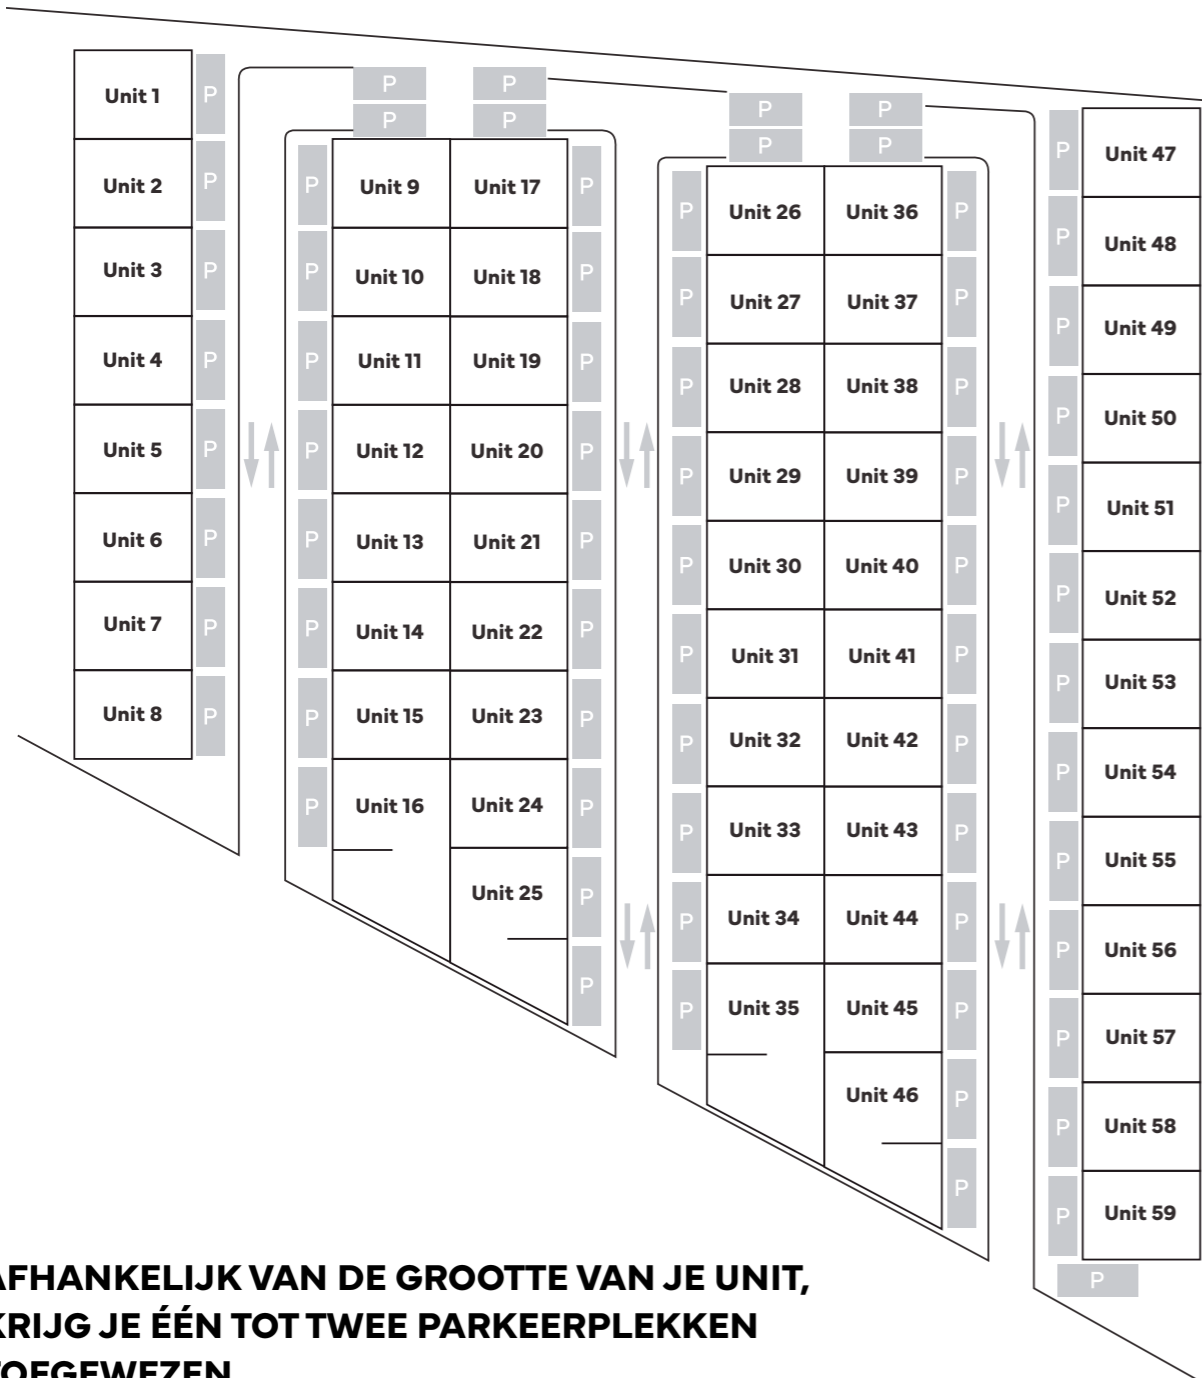 Unit 1 P
Unit 2 P
Unit 3 P
Unit 4 P
Unit 5 P
Unit 6 P
Unit 7 P
Unit 8 P
P P
P P
P Unit 9 Unit 17 P
P Unit 10 Unit 18 P
P Unit 11 Unit 19 P
P Unit 12 Unit 20 P
P Unit 13 Unit 21 P
P Unit 14 Unit 22 P
P Unit 15 Unit 23 P
P Unit 16 Unit 24 P
Unit 25 P
P
P P
P P
P Unit 26 Unit 36 P
P Unit 27 Unit 37 P
P Unit 28 Unit 38 P
P Unit 29 Unit 39 P
P Unit 30 Unit 40 P
P Unit 31 Unit 41 P
P Unit 32 Unit 42 P
P Unit 33 Unit 43 P
P Unit 34 Unit 44 P
P Unit 35 Unit 45 P
Unit 46 P
P
P Unit 47
P Unit 48
P Unit 49
P Unit 50
P Unit 51
P Unit 52
P Unit 53
P Unit 54
P Unit 55
P Unit 56
P Unit 57
P Unit 58
P Unit 59
P
AFHANKELIJK VAN DE GROOTTE VAN JE UNIT,
KRIJG JE ÉÉN TOT TWEE PARKEERPLEKKEN
TOEGEWEZEN